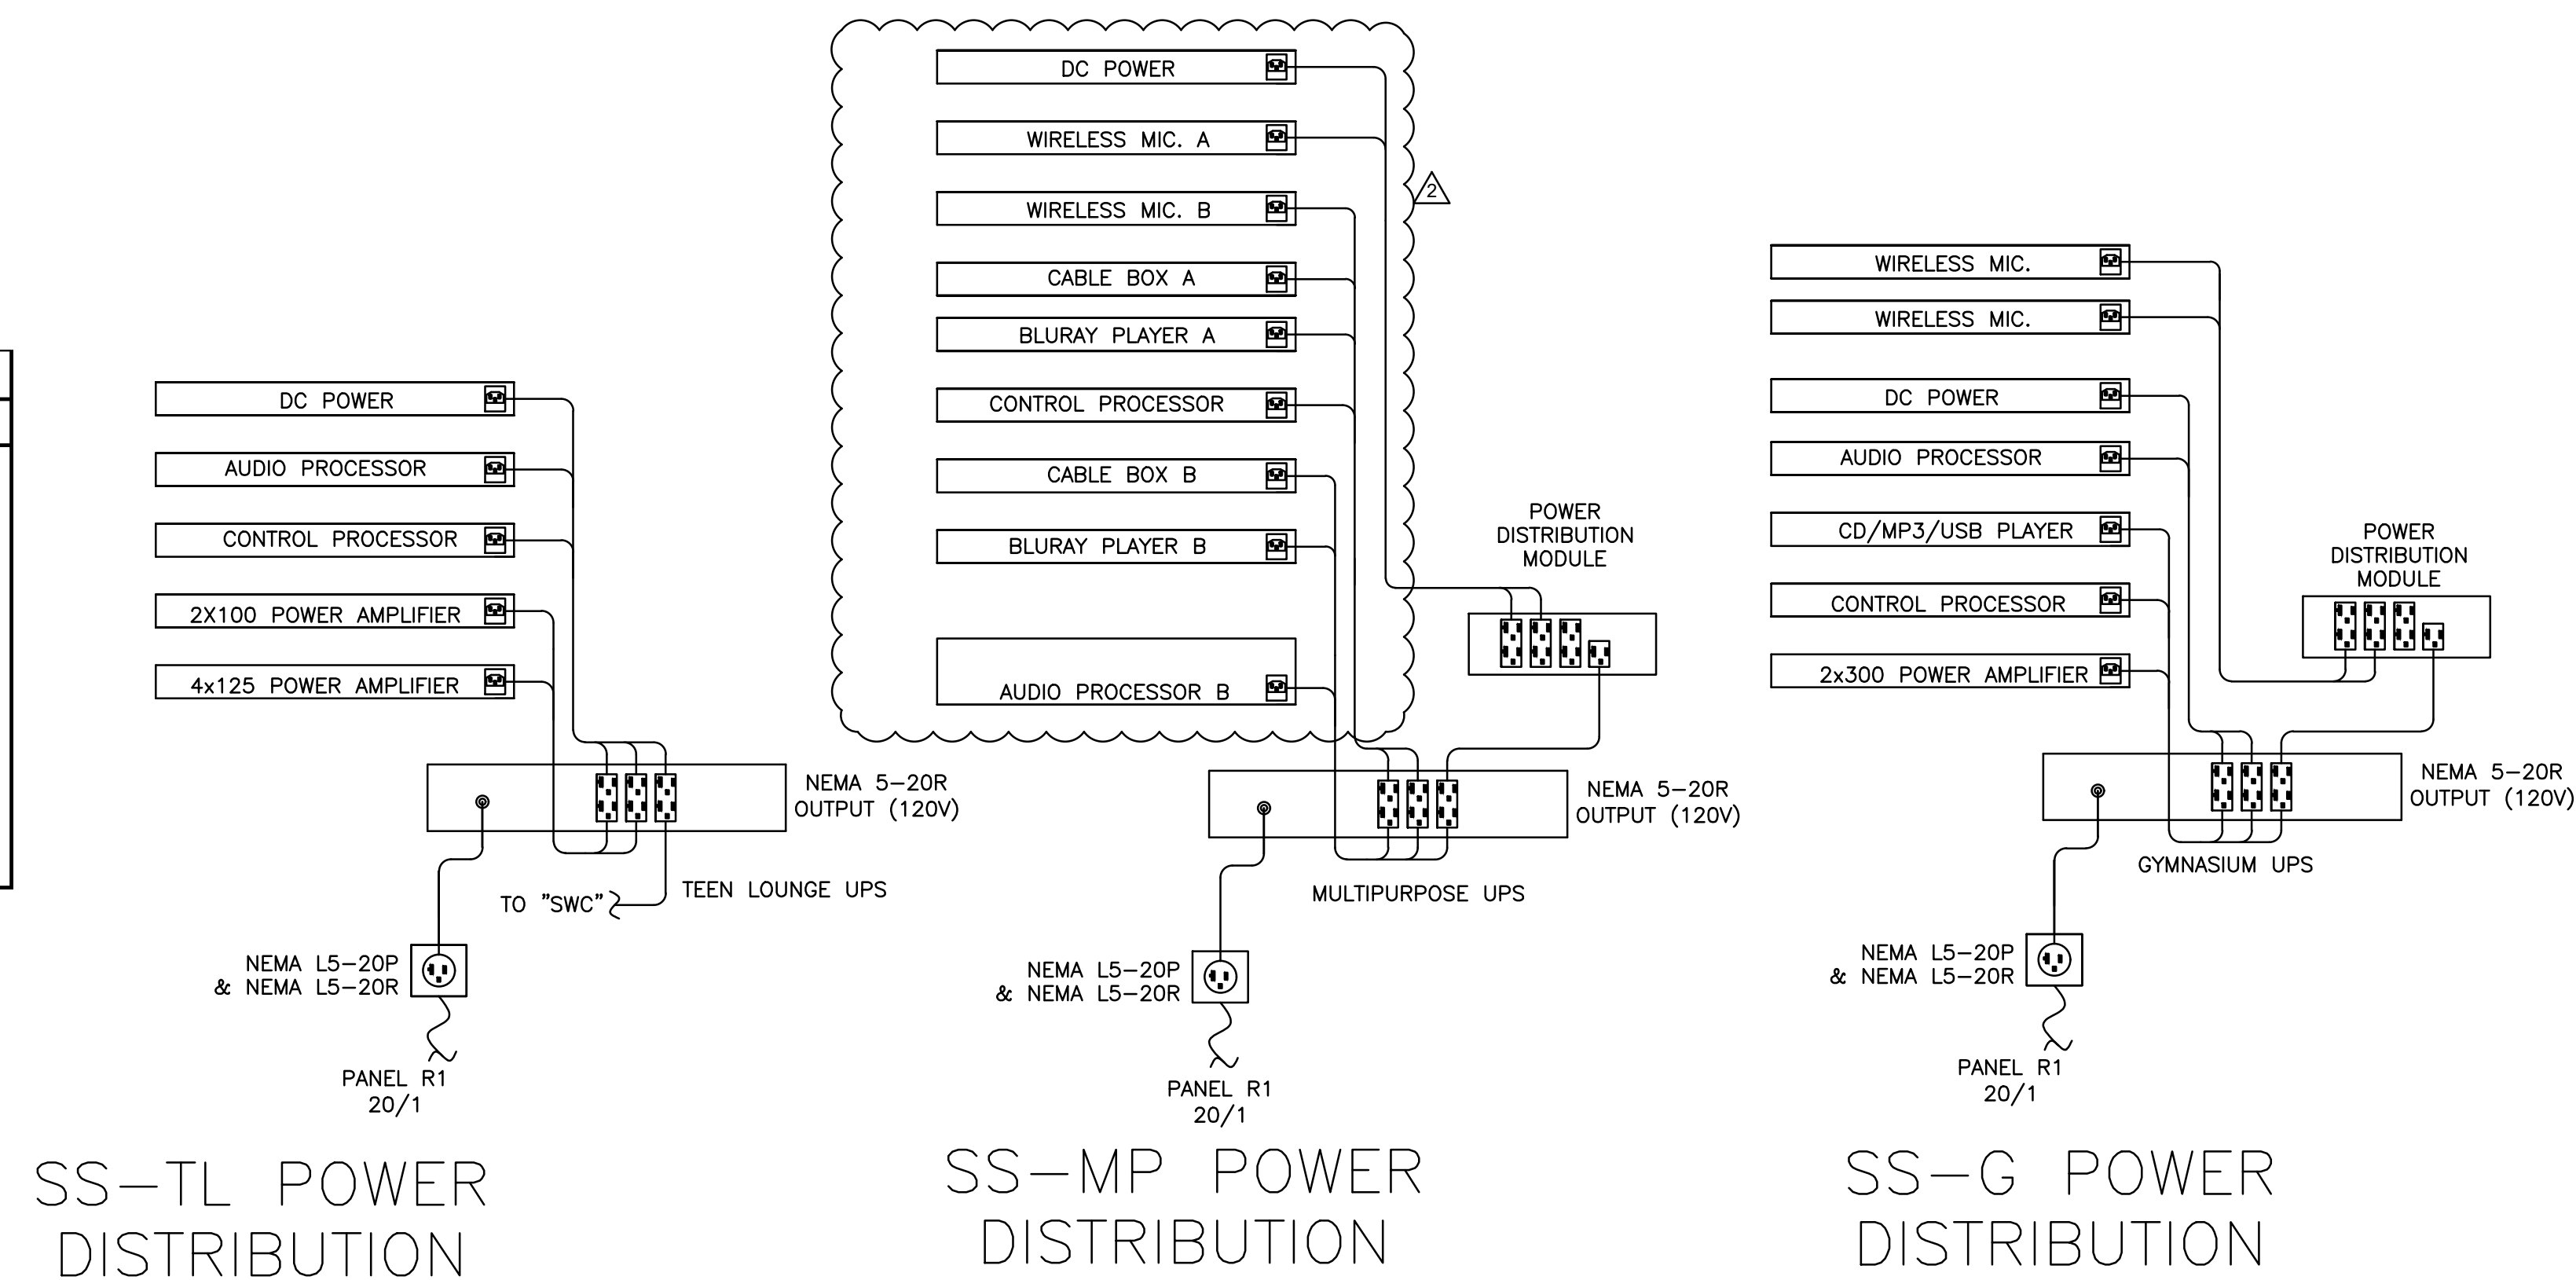 DC POWER
AUDIO PROCESSOR
CONTROL PROCESSOR
2X100 POWER AMPLIFIER
4x125 POWER AMPLIFIER
NEMA 5-20R
OUTPUT (120V)
TEEN LOUNGE UPS
TO "SWC"
NEMA L5-20P
& NEMA L5-20R
PANEL R1
20/1
SS-TL POWER
DISTRIBUTION
DC POWER
WIRELESS MIC. A
WIRELESS MIC. B
CABLE BOX A
BLURAY PLAYER A
CONTROL PROCESSOR
CABLE BOX B
BLURAY PLAYER B
AUDIO PROCESSOR B
2
POWER
DISTRIBUTION
MODULE
NEMA 5-20R
OUTPUT (120V)
MULTIPURPOSE UPS
NEMA L5-20P
& NEMA L5-20R
PANEL R1
20/1
SS-MP POWER
DISTRIBUTION
WIRELESS MIC.
WIRELESS MIC.
DC POWER
AUDIO PROCESSOR
CD/MP3/USB PLAYER
CONTROL PROCESSOR
2x300 POWER AMPLIFIER
POWER
DISTRIBUTION
MODULE
NEMA 5-20R
OUTPUT (120V)
GYMNASIUM UPS
NEMA L5-20P
& NEMA L5-20R
PANEL R1
20/1
SS-G POWER
DISTRIBUTION